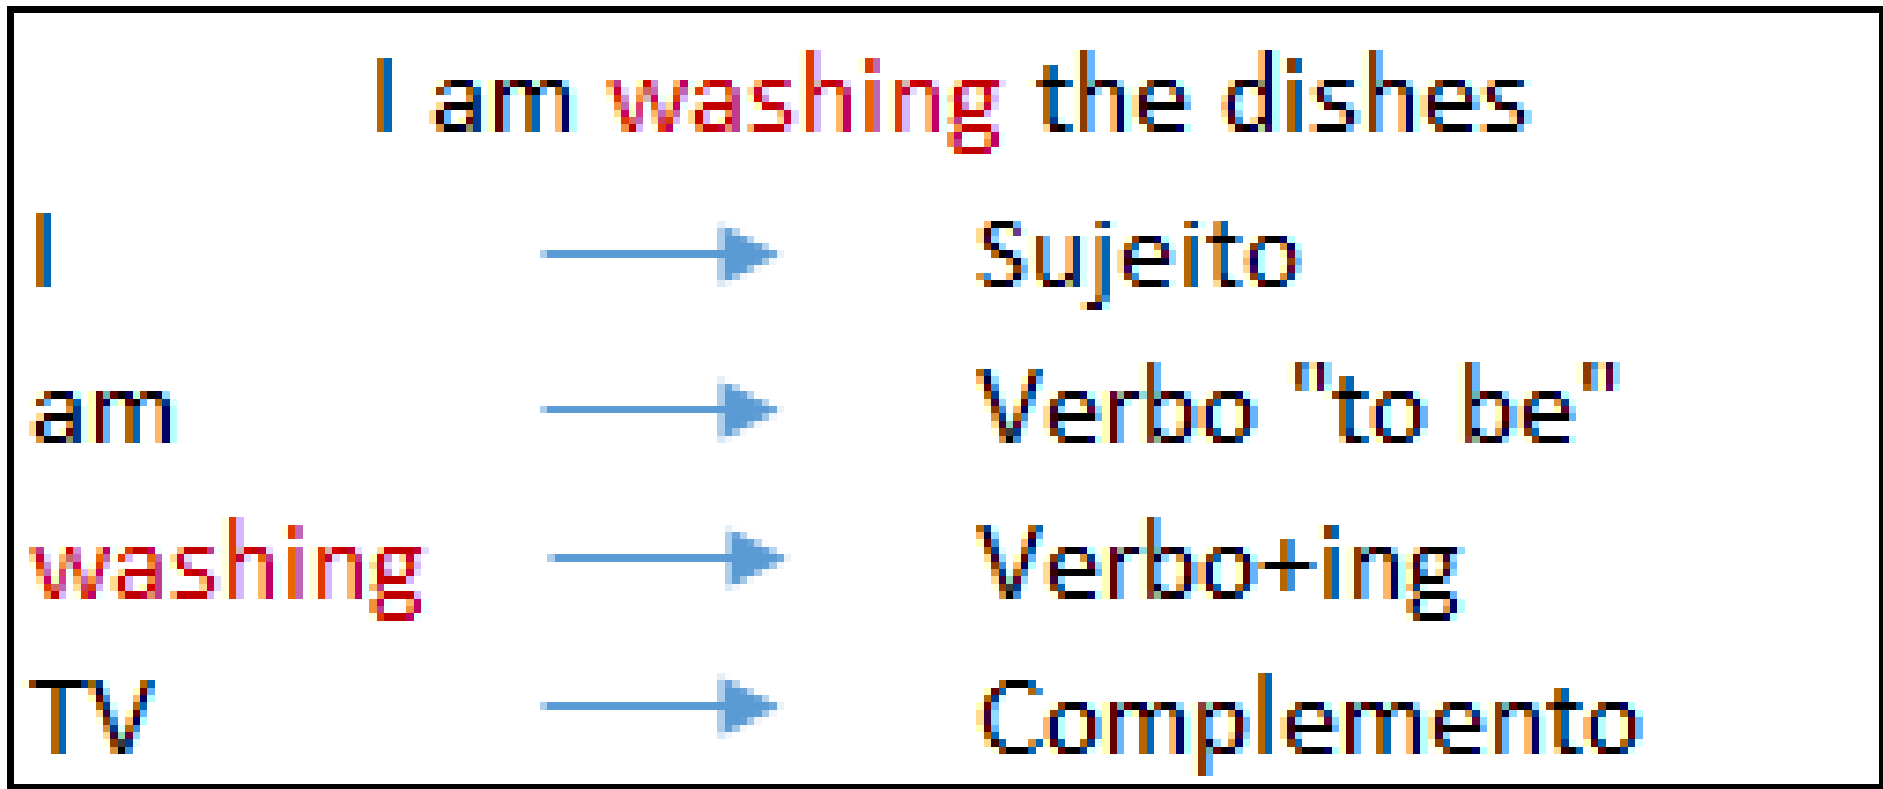 I am washing the dishes
I → Sujeito
am → Verbo "to be"
washing → Verbo+ing
TV → Complemento